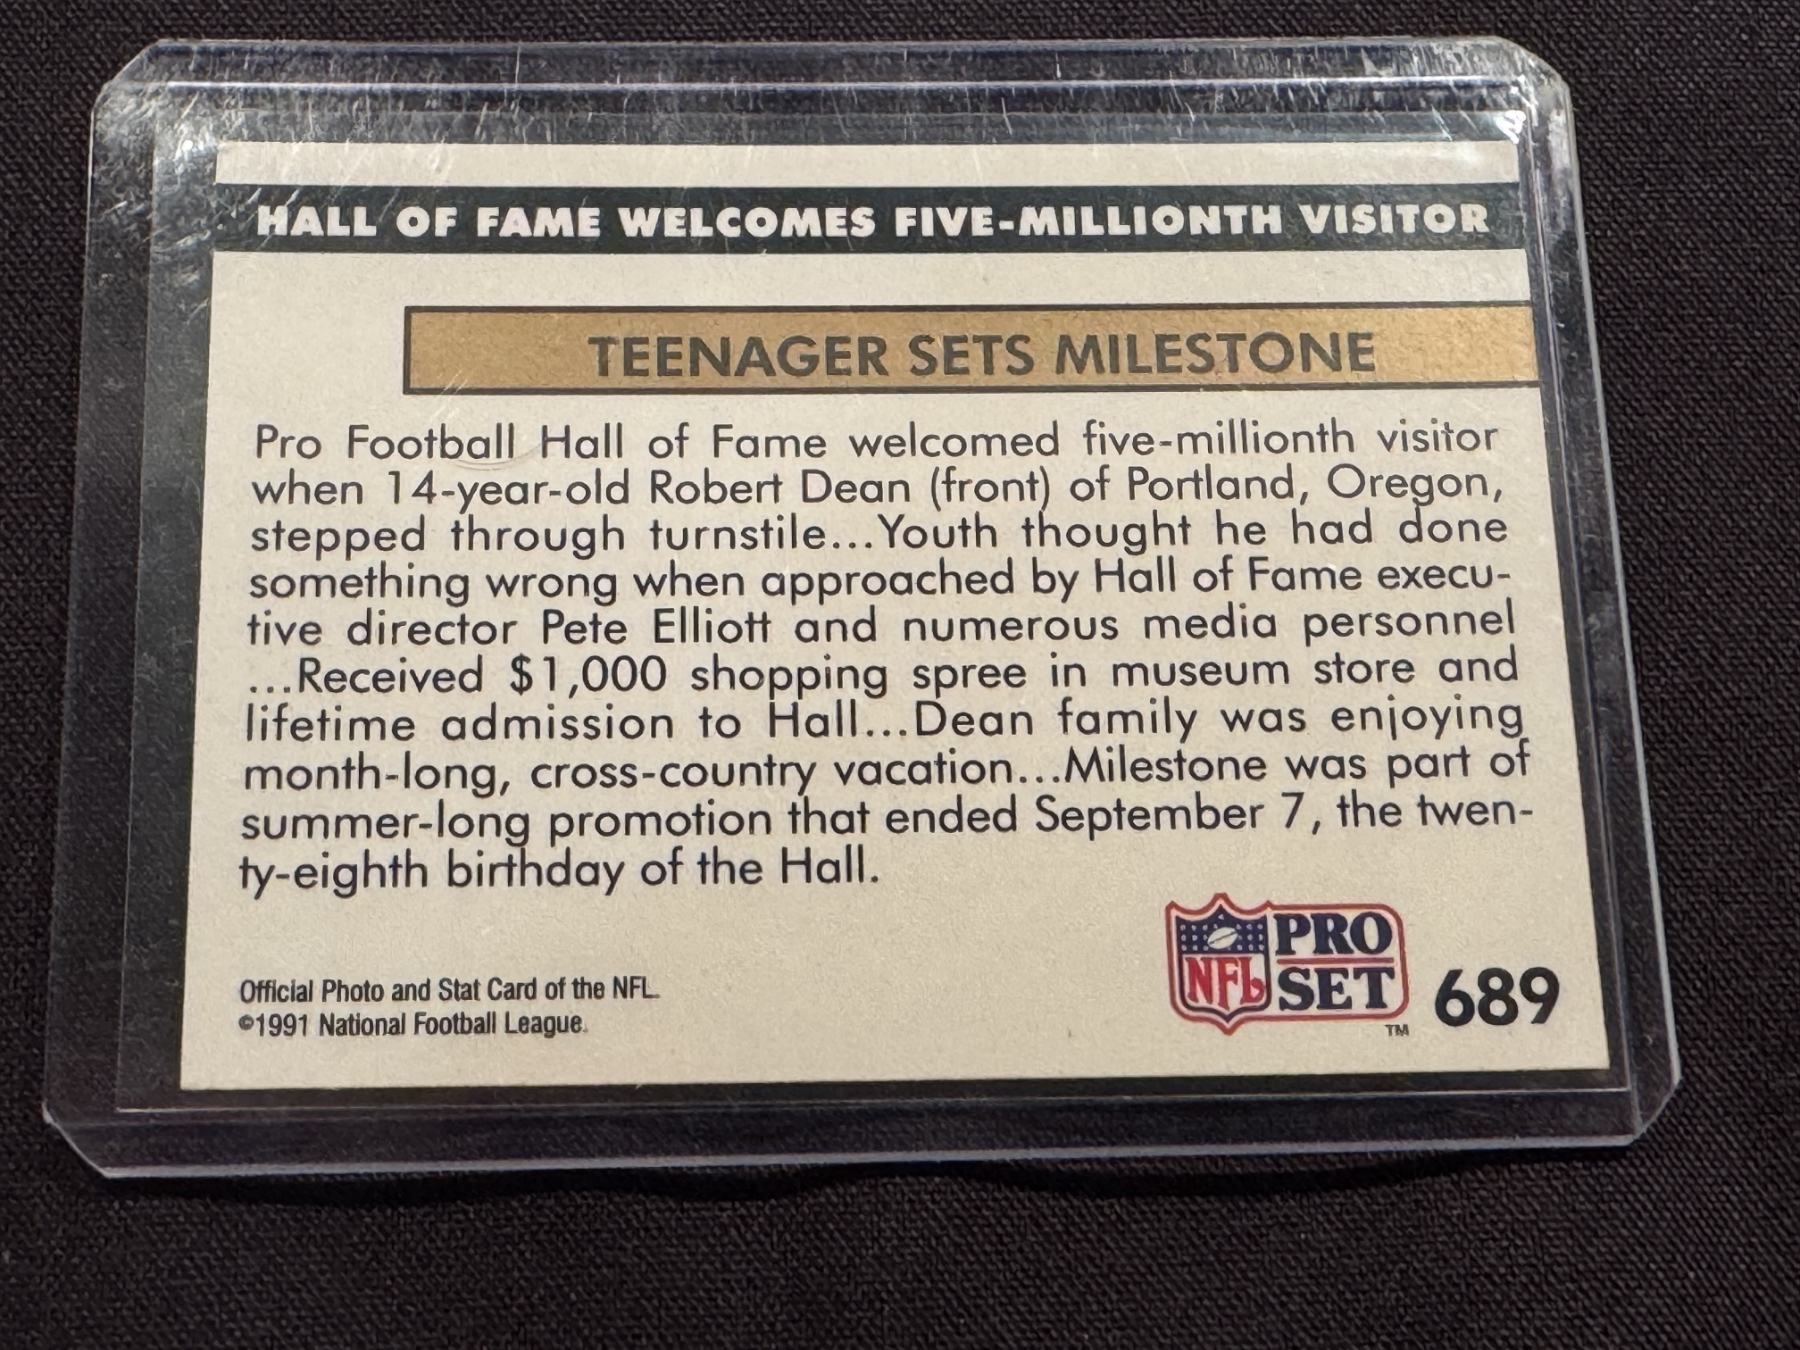 HALL OF FAME WELCOMES FIVE-MILLIONTH VISITOR
TEENAGER SETS MILESTONE
Pro Football Hall of Fame welcomed five-millionth visitor
when 14-year-old Robert Dean (front) of Portland, Oregon,
stepped through turnstile...Youth thought he had done
something wrong when approached by Hall of Fame execu-
tive director Pete Elliott and numerous media personnel
...Received $1,000 shopping spree in museum store and
lifetime admission to Hall...Dean family was enjoying
month-long, cross-country vacation...Milestone was part of
summer-long promotion that ended September 7, the twen-
ty-eighth birthday of the Hall.
Official Photo and Stat Card of the NFL.
©1991 National Football League.
NFL PRO SET TM
689